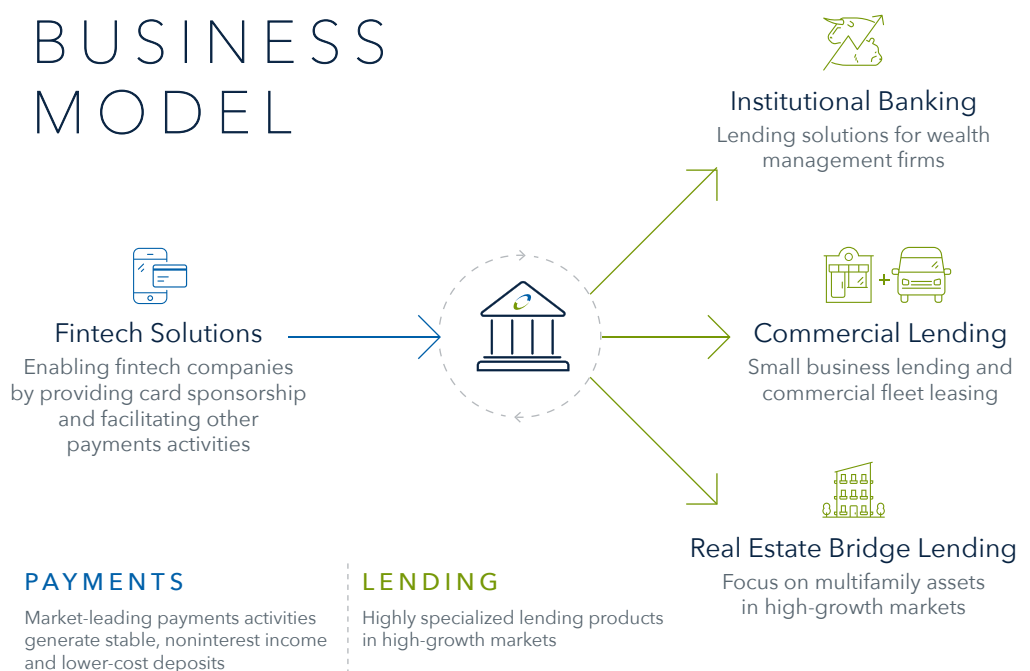 BUSINESS
MODEL
Institutional Banking
Lending solutions for wealth
management firms
Fintech Solutions
Enabling fintech companies
by providing card sponsorship
and facilitating other
payments activities
Commercial Lending
Small business lending and
commercial fleet leasing
Real Estate Bridge Lending
Focus on multifamily assets
in high-growth markets
PAYMENTS
Market-leading payments activities
generate stable, noninterest income
and lower-cost deposits
LENDING
Highly specialized lending products
in high-growth markets